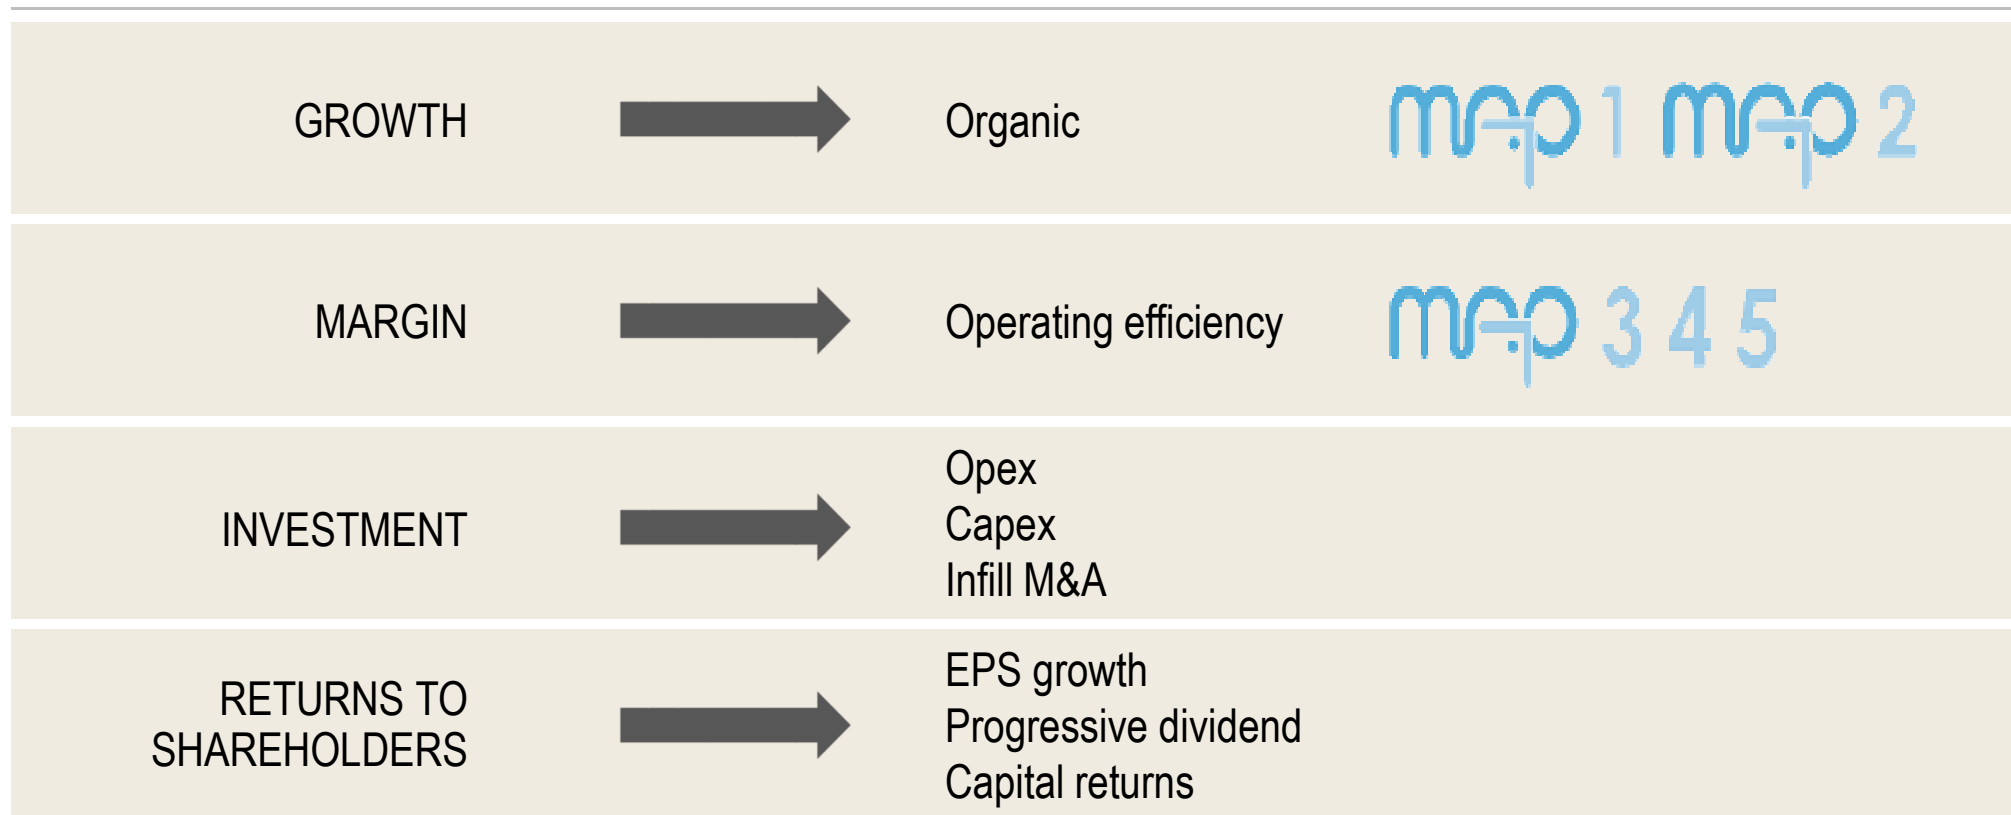 GROWTH Organic map 1 map 2
MARGIN Operating efficiency map 3 4 5
INVESTMENT
Opex
Capex
Infill M&A
RETURNS TO
SHAREHOLDERS
EPS growth
Progressive dividend
Capital returns